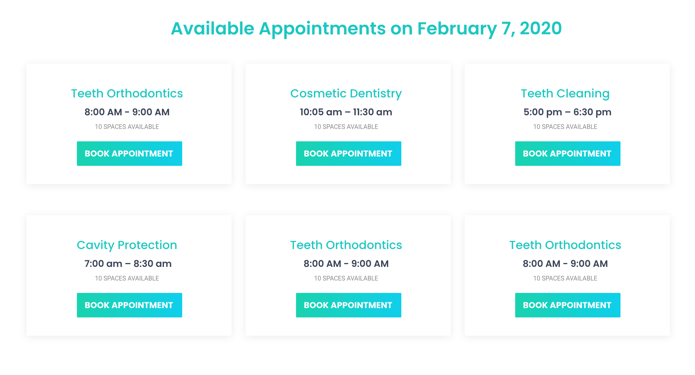 Available Appointments on February 7, 2020
Teeth Orthodontics
8:00 AM - 9:00 AM
10 SPACES AVAILABLE
BOOK APPOINTMENT
Cosmetic Dentistry
10:05 am – 11:30 am
10 SPACES AVAILABLE
BOOK APPOINTMENT
Teeth Cleaning
5:00 pm – 6:30 pm
10 SPACES AVAILABLE
BOOK APPOINTMENT
Cavity Protection
7:00 am – 8:30 am
10 SPACES AVAILABLE
BOOK APPOINTMENT
Teeth Orthodontics
8:00 AM - 9:00 AM
10 SPACES AVAILABLE
BOOK APPOINTMENT
Teeth Orthodontics
8:00 AM - 9:00 AM
10 SPACES AVAILABLE
BOOK APPOINTMENT